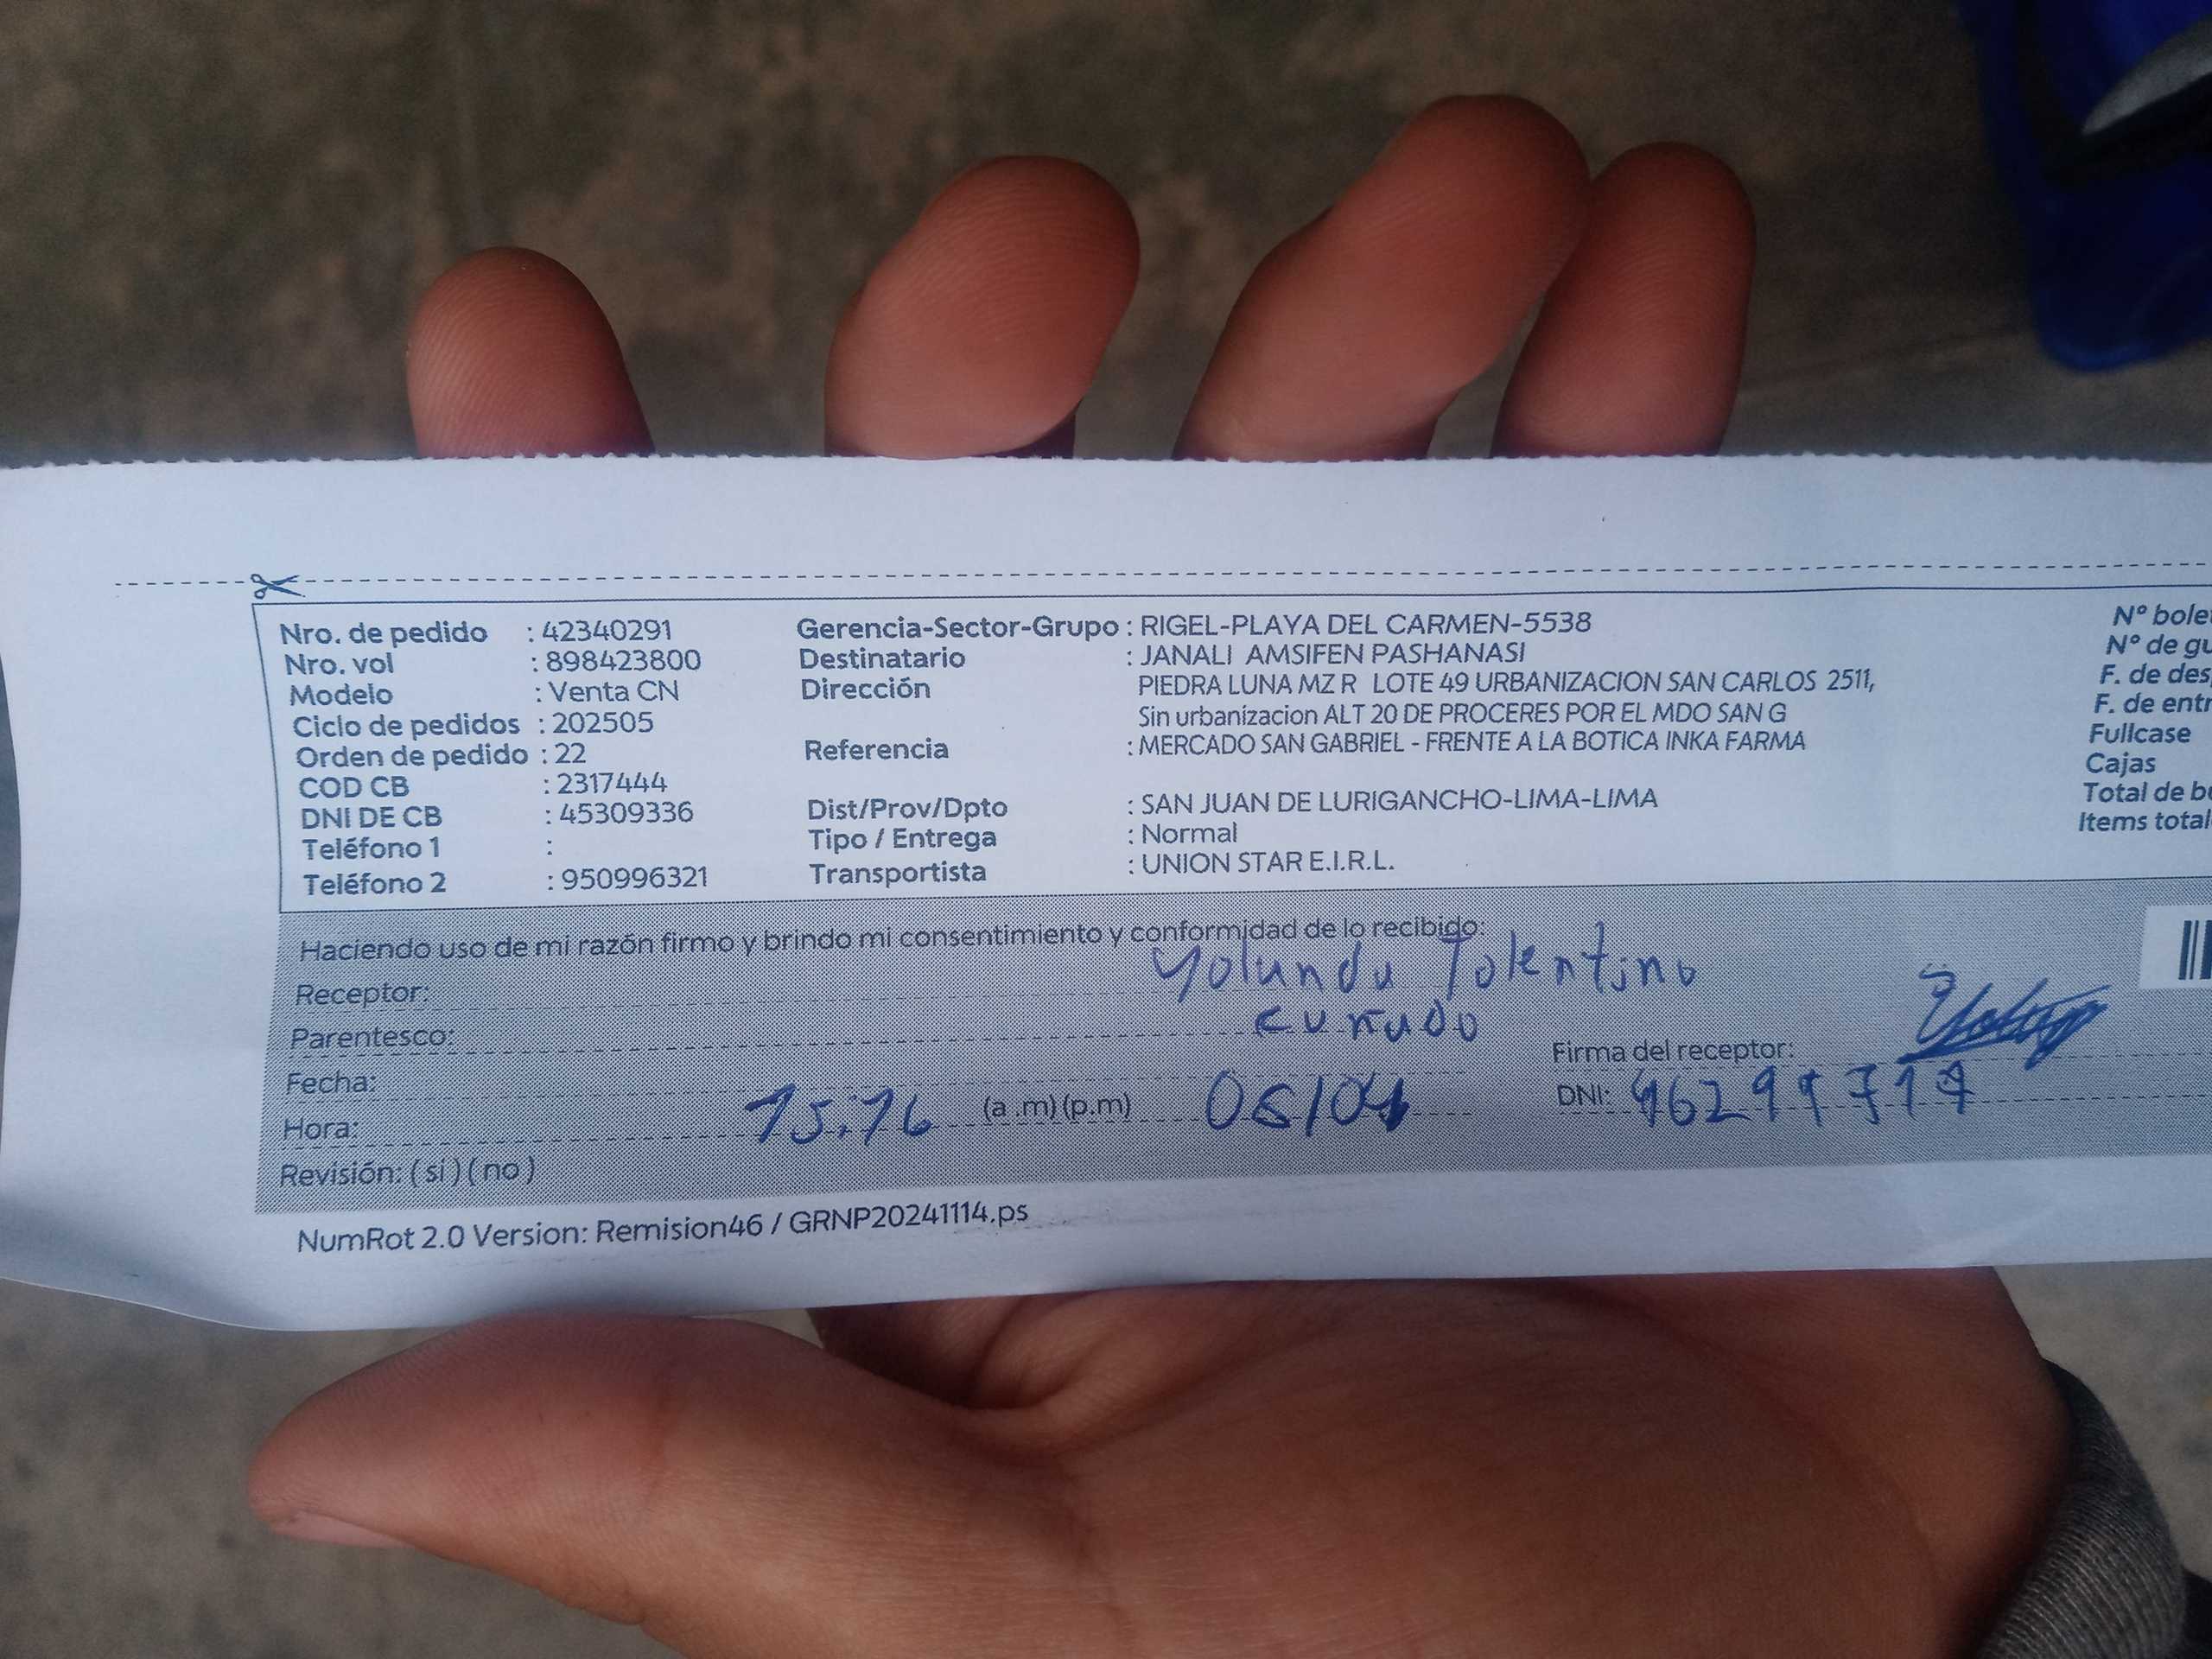 Nro. de pedido : 42340291
Nro. vol : 898423800
Modelo : Venta CN
Ciclo de pedidos : 202505
Orden de pedido : 22
COD CB : 2317444
DNI DE CB : 45309336
Teléfono 1 :
Teléfono 2 : 950996321
Gerencia-Sector-Grupo : RIGEL-PLAYA DEL CARMEN-5538
Destinatario : JANALI AMSIFEN PASHANASI
Dirección PIEDRA LUNA MZ R LOTE 49 URBANIZACION SAN CARLOS 2511,
Sin urbanizacion ALT 20 DE PROCERES POR EL MDO SAN G
Referencia : MERCADO SAN GABRIEL - FRENTE A LA BOTICA INKA FARMA
Dist/Prov/Dpto : SAN JUAN DE LURIGANCHO-LIMA-LIMA
Tipo / Entrega : Normal
Transportista : UNION STAR E.I.R.L.
Nº bole
Nº de gu
F. de des
F. de entr
Fullcase
Cajas
Total de b
Items total
Haciendo uso de mi razón firmo y brindo mi consentimiento y conformidad de lo recibido:
Receptor: Yolanda Tolentino
Parentesco:
Firma del receptor:
Fecha:
Hora: 15:16 (a .m) (p.m)
DNI:
Revisión: ( si ) ( no )
NumRot 2.0 Version: Remision46 / GRNP20241114.ps